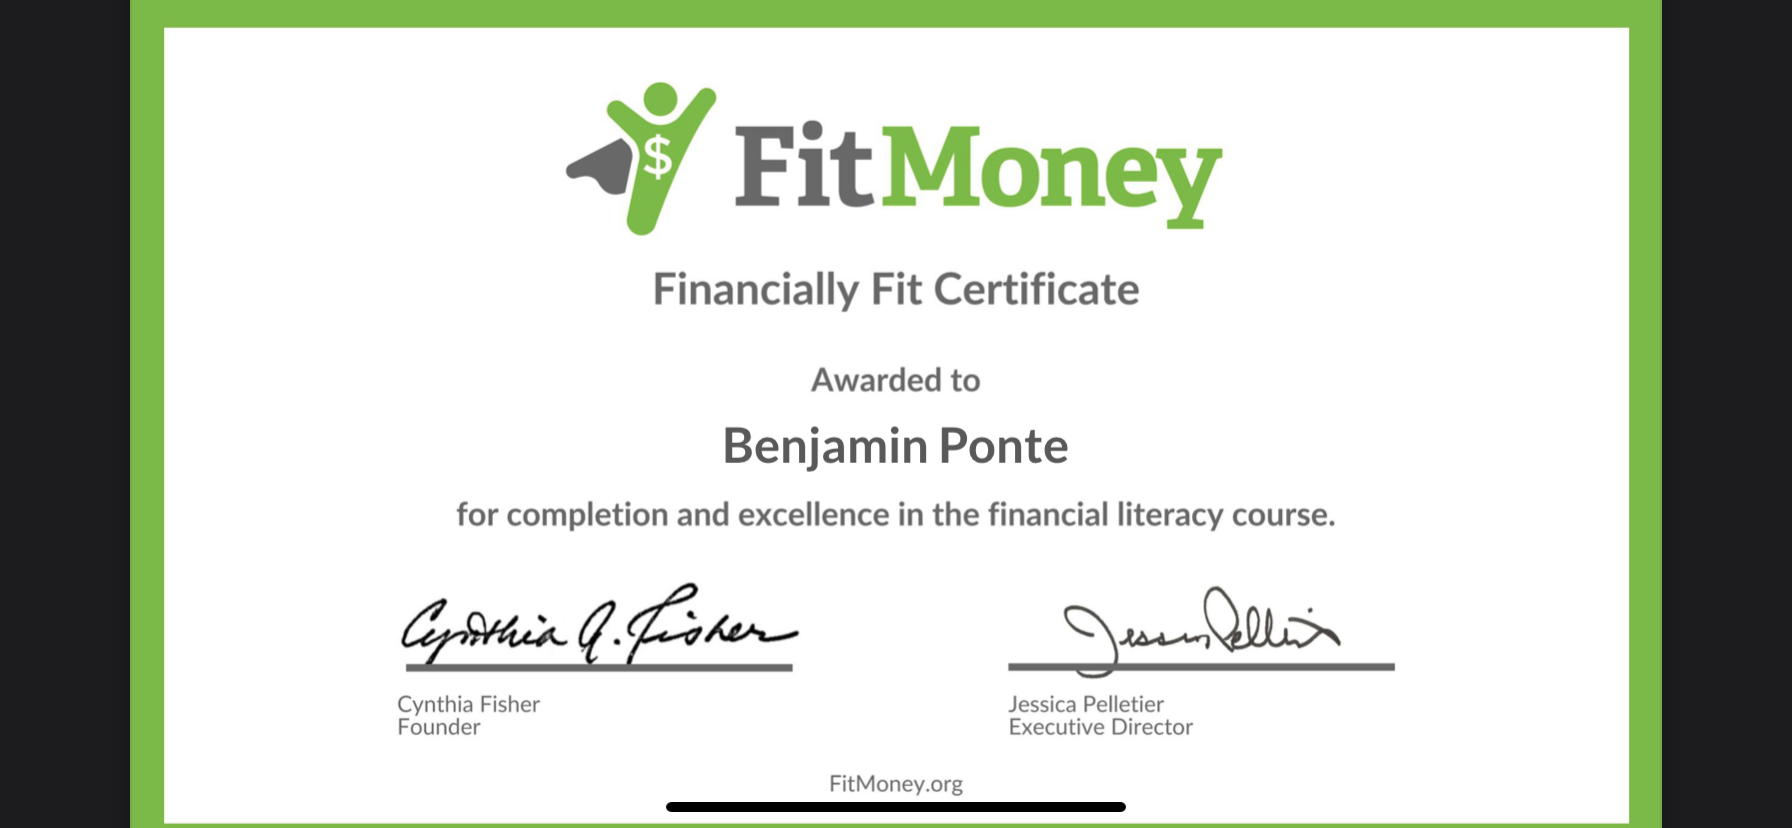 $ FitMoney
Financially Fit Certificate
Awarded to
Benjamin Ponte
for completion and excellence in the financial literacy course.
Cynthia A. Fisher
Jessica Pelletier
Cynthia Fisher
Founder
Jessica Pelletier
Executive Director
FitMoney.org